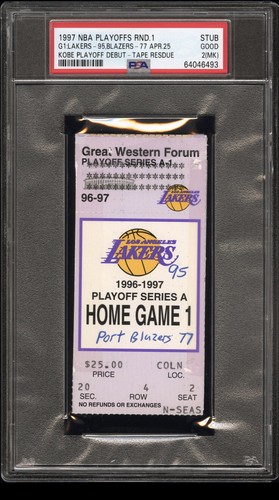 1997 NBA PLAYOFFS RND.1 STUB
G1:LAKERS - 95,BLAZERS - 77 APR.25 GOOD
KOBE PLAYOFF DEBUT - TAPE RESDUE 2(MK)
PSA 64046493
Great Western Forum
PLAYOFF SERIES A-1
96-97
LAKERS
LOS ANGELES
LAKERS
95
1996-1997
PLAYOFF SERIES A
HOME GAME 1
Port Blazers 77
$25.00 COLN
PRICE LOC.
20 4 2
SEC. ROW SEAT
NO REFUNDS OR EXCHANGES
N-SEAS